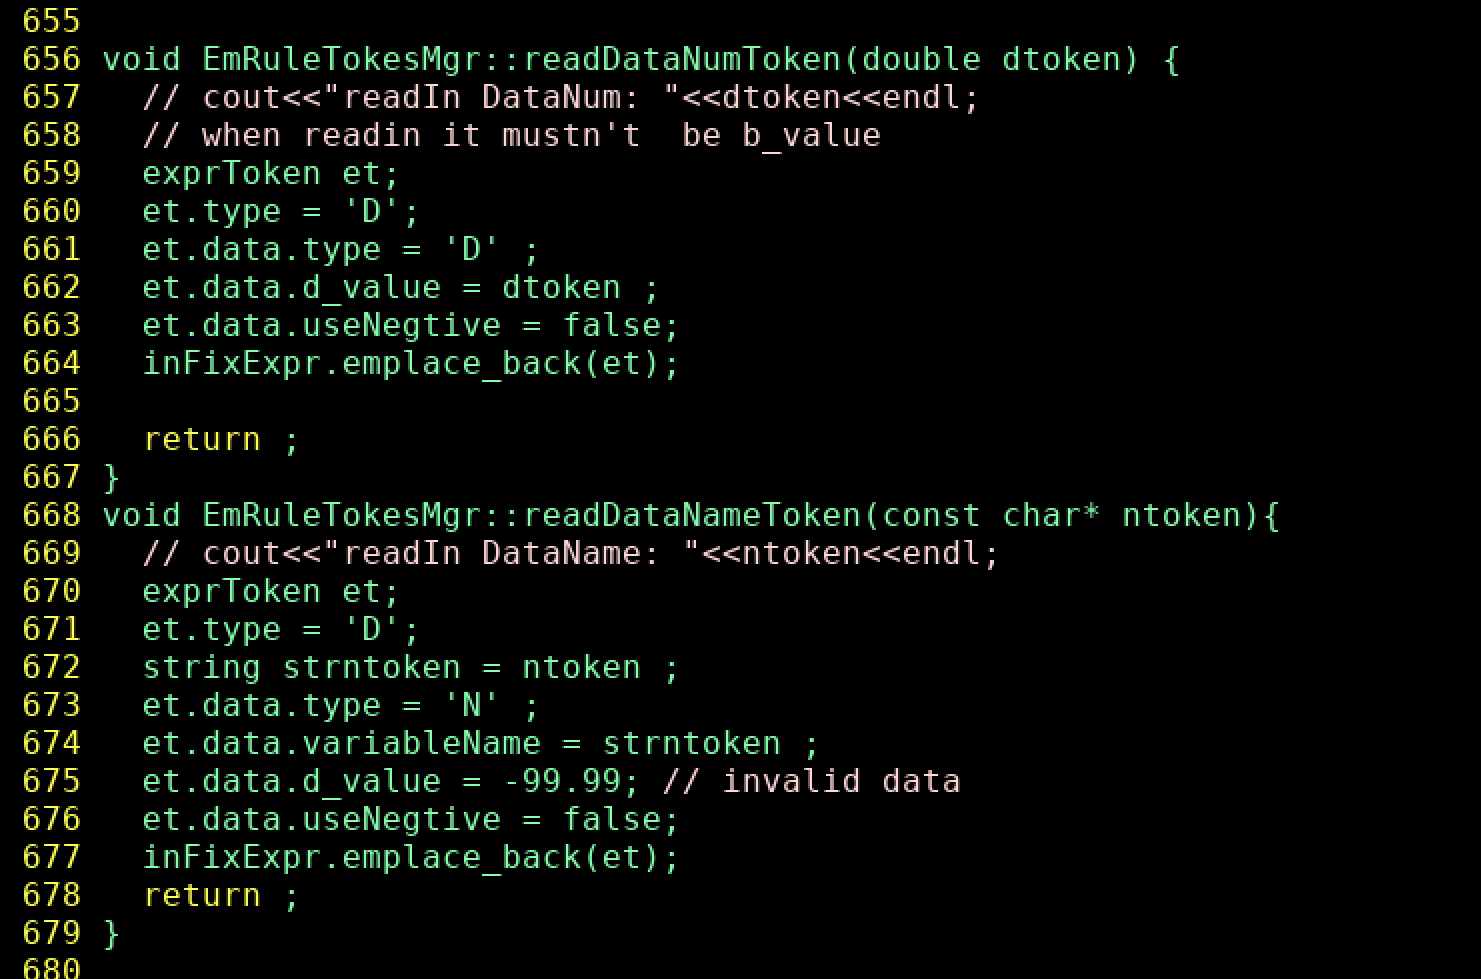 655
656 void EmRuleTokesMgr::readDataNumToken(double dtoken) {
657   // cout<<"readIn DataNum: "<<dtoken<<endl;
658   // when readin it mustn't  be b_value
659   exprToken et;
660   et.type = 'D';
661   et.data.type = 'D' ;
662   et.data.d_value = dtoken ;
663   et.data.useNegtive = false;
664   inFixExpr.emplace_back(et);
665
666   return ;
667 }
668 void EmRuleTokesMgr::readDataNameToken(const char* ntoken){
669   // cout<<"readIn DataName: "<<ntoken<<endl;
670   exprToken et;
671   et.type = 'D';
672   string strntoken = ntoken ;
673   et.data.type = 'N' ;
674   et.data.variableName = strntoken ;
675   et.data.d_value = -99.99; // invalid data
676   et.data.useNegtive = false;
677   inFixExpr.emplace_back(et);
678   return ;
679 }
680